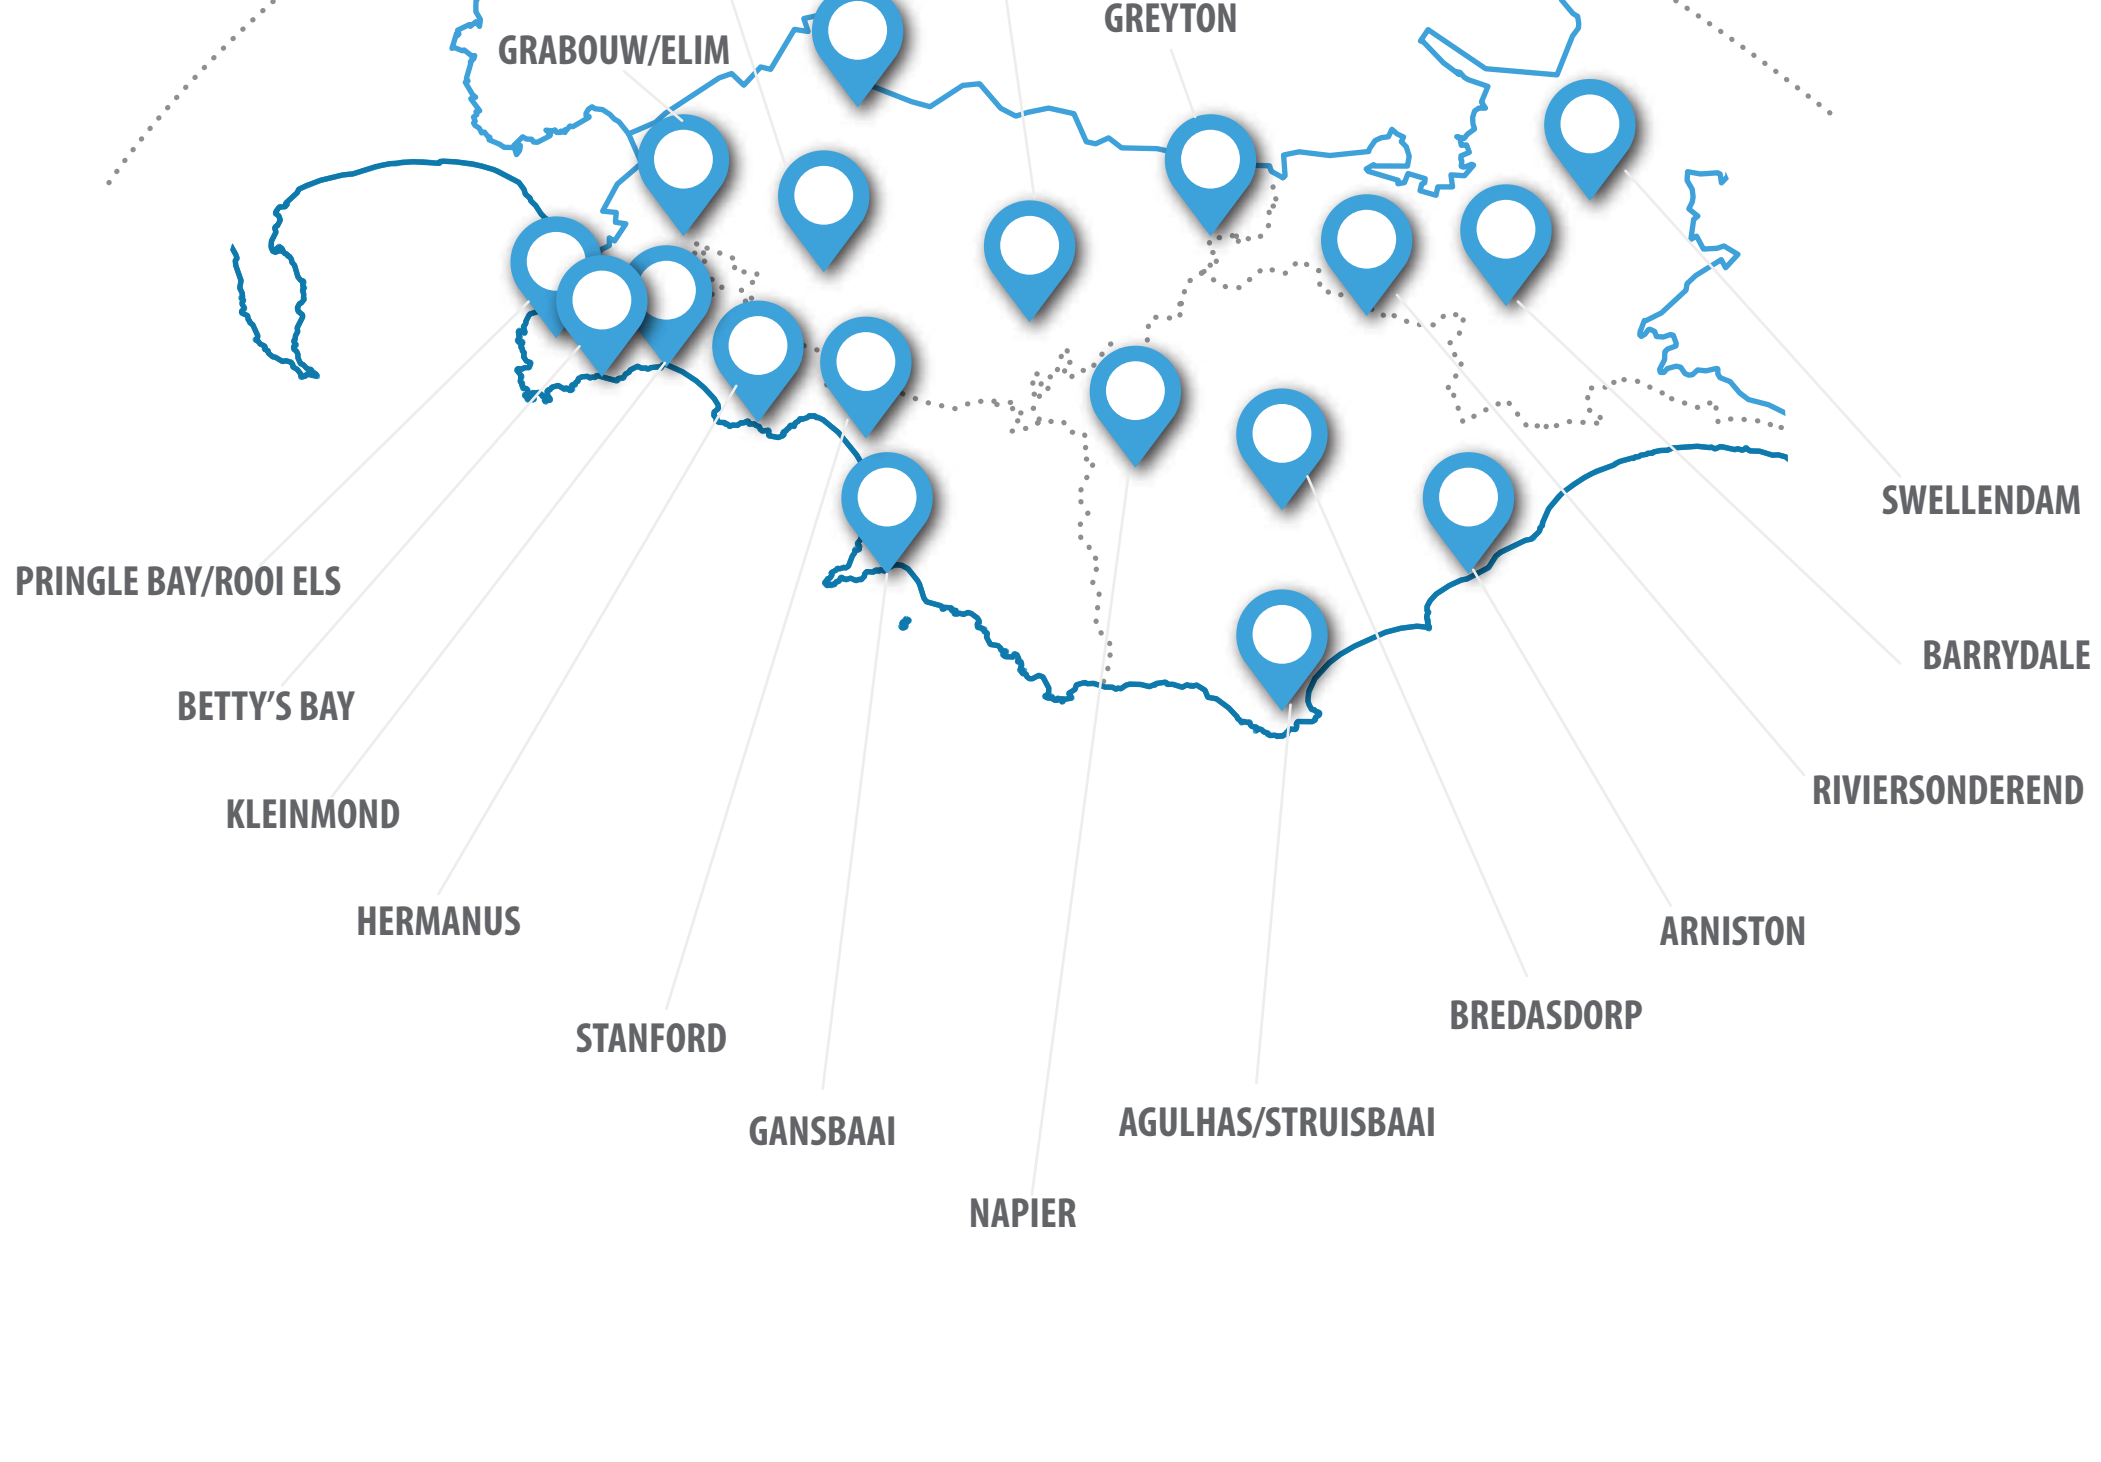 GREYTON
GRABOUW/ELIM
SWELLENDAM
PRINGLE BAY/ROOI ELS
BARRYDALE
BETTY'S BAY
RIVIERSONDEREND
KLEINMOND
HERMANUS
ARNISTON
BREDASDORP
STANFORD
AGULHAS/STRUISBAAI
GANSBAAI
NAPIER